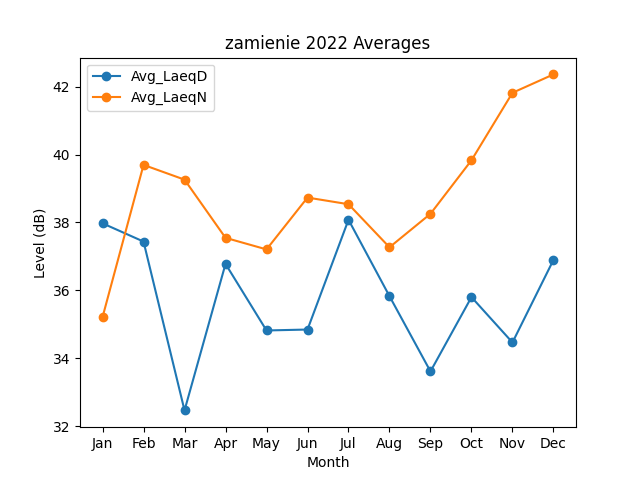 zamienie 2022 Averages
Avg_LaeqD
Avg_LaeqN
Level (dB)
42
40
38
36
34
32
Jan Feb Mar Apr May Jun Jul Aug Sep Oct Nov Dec
Month